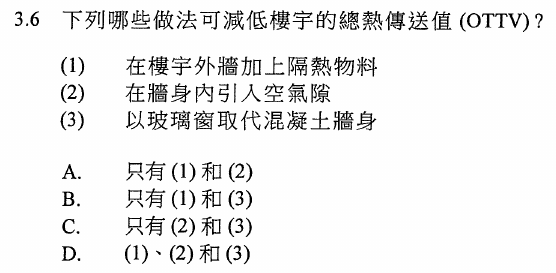 3.6 下列哪些做法可減低樓宇的總熱傳送值 (OTTV)？
(1) 在樓宇外牆加上隔熱物料
(2) 在牆身內引入空氣隙
(3) 以玻璃窗取代混凝土牆身
A. 只有 (1) 和 (2)
B. 只有 (1) 和 (3)
C. 只有 (2) 和 (3)
D. (1)、(2) 和 (3)